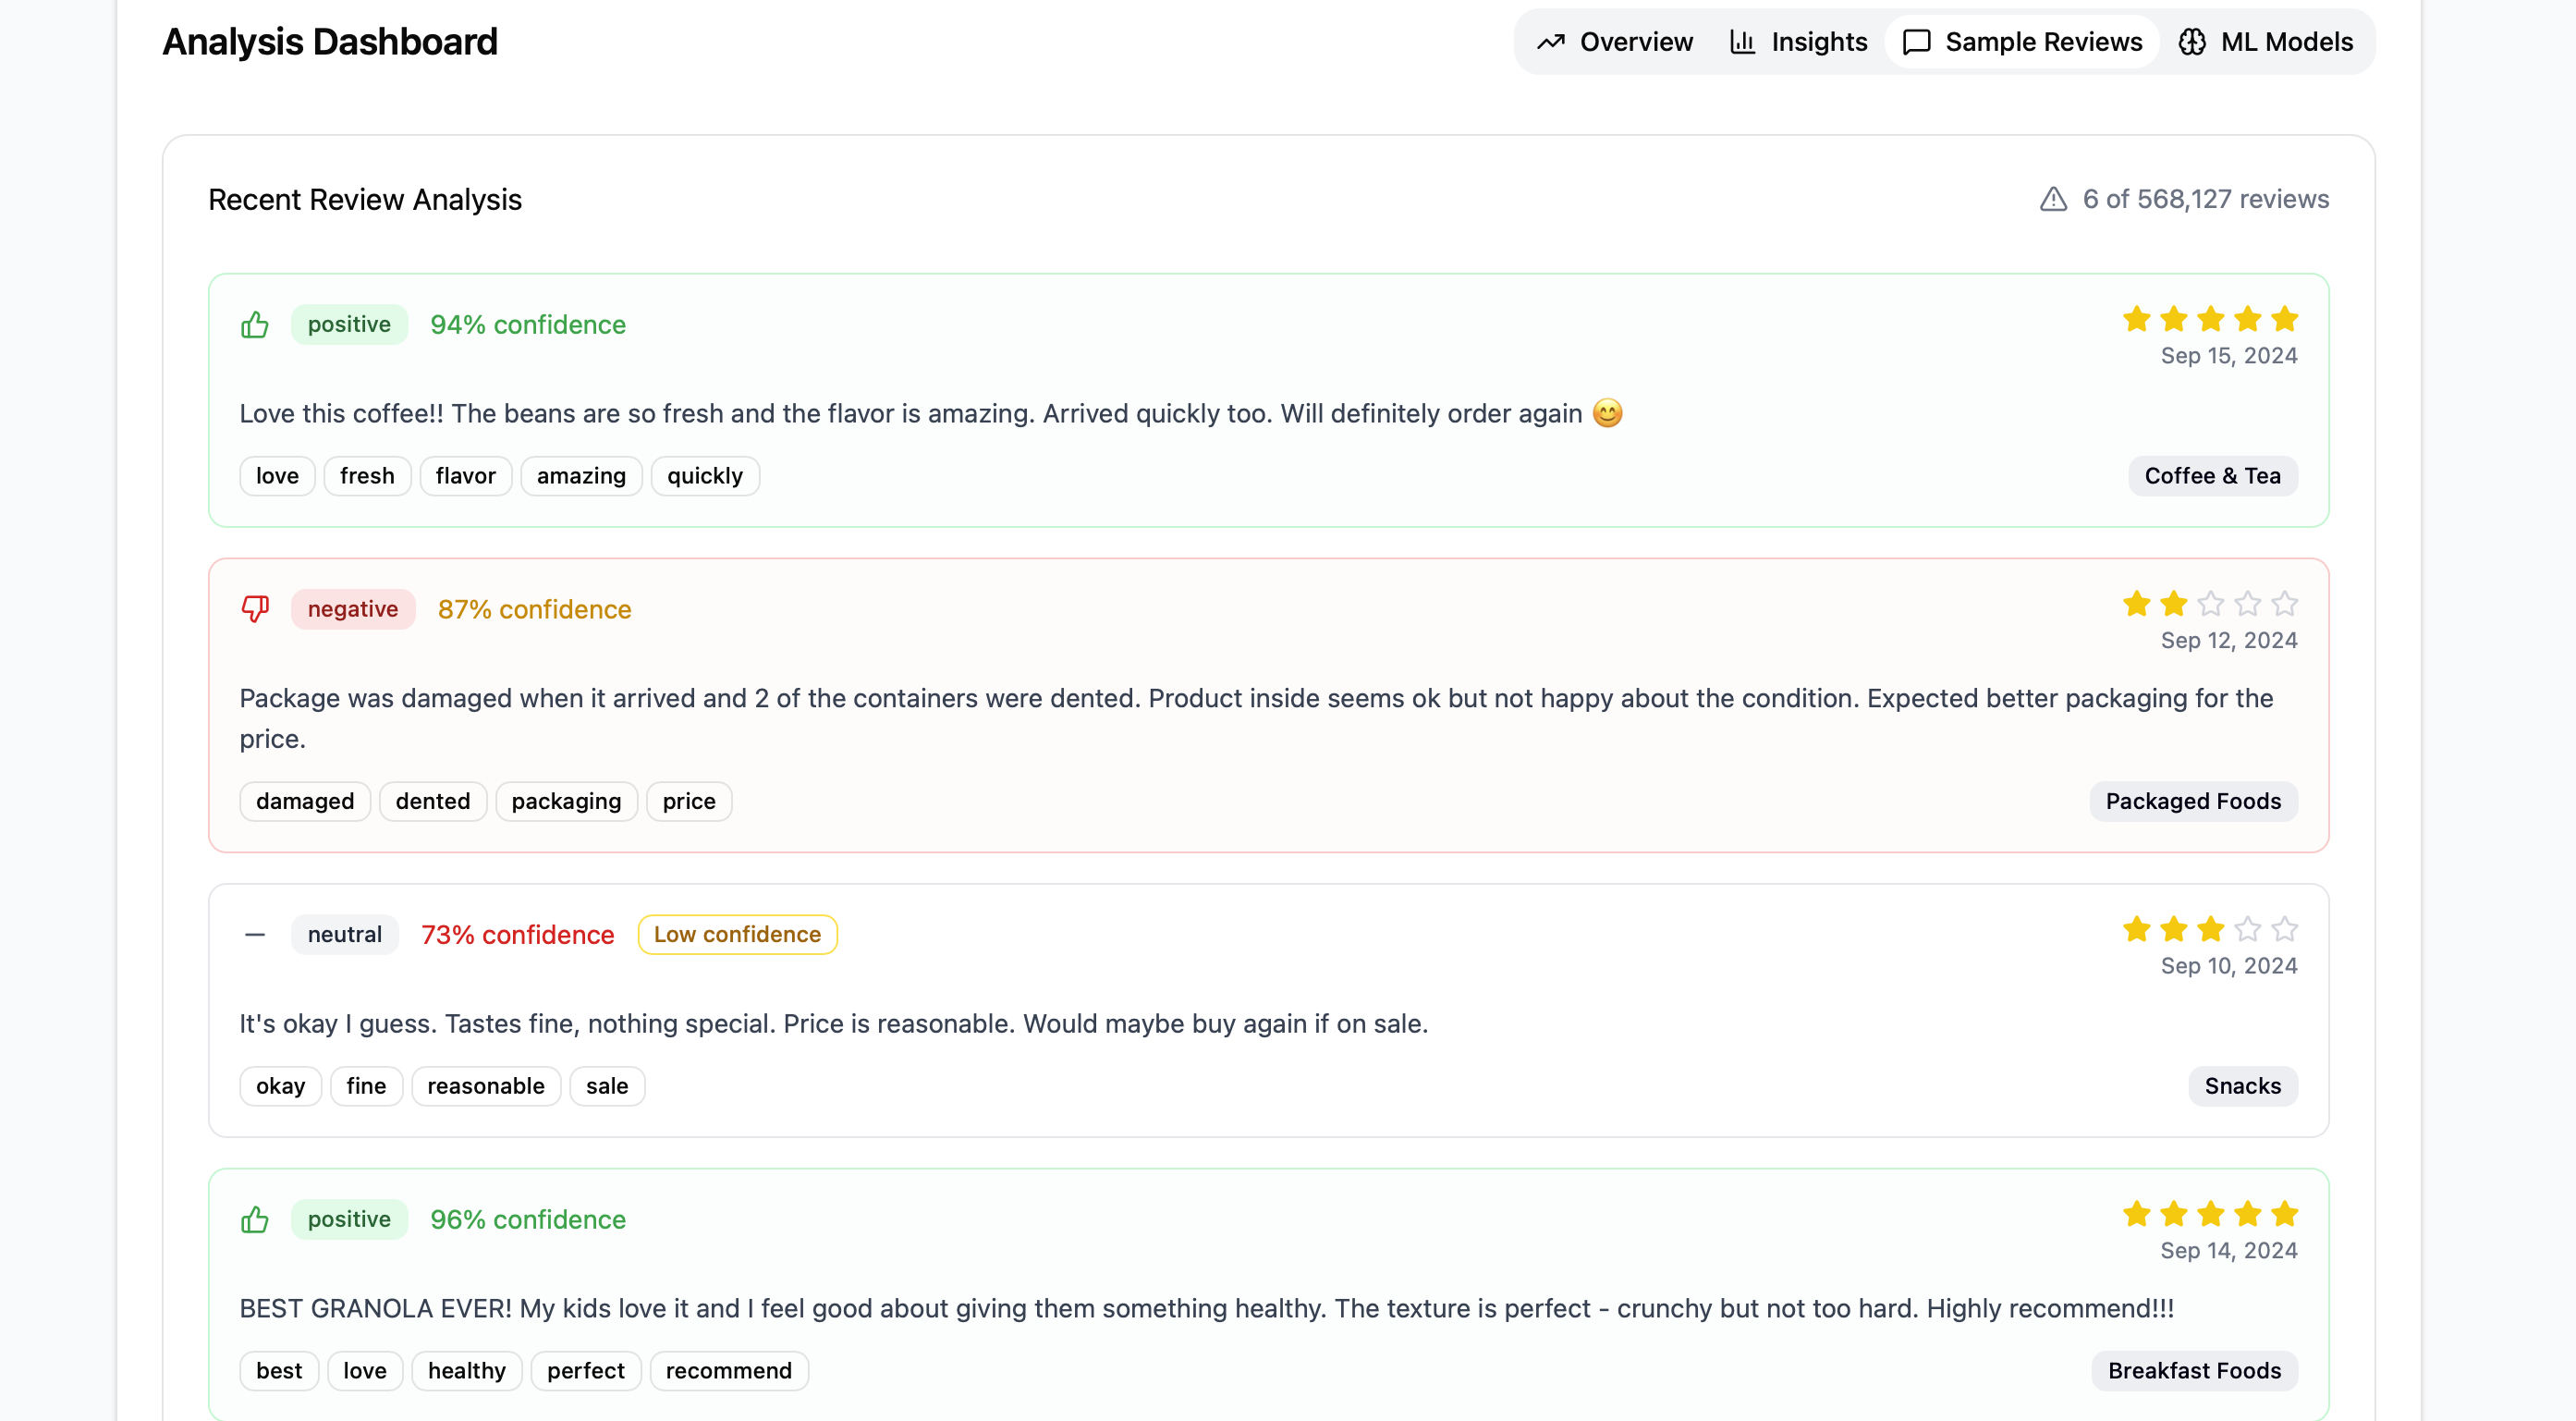 Analysis Dashboard
Overview
Insights
Sample Reviews
ML Models
Recent Review Analysis
6 of 568,127 reviews
positive
94% confidence
Sep 15, 2024
Love this coffee!! The beans are so fresh and the flavor is amazing. Arrived quickly too. Will definitely order again 😊
love
fresh
flavor
amazing
quickly
Coffee & Tea
negative
87% confidence
Sep 12, 2024
Package was damaged when it arrived and 2 of the containers were dented. Product inside seems ok but not happy about the condition. Expected better packaging for the
price.
damaged
dented
packaging
price
Packaged Foods
neutral
73% confidence
Low confidence
Sep 10, 2024
It's okay I guess. Tastes fine, nothing special. Price is reasonable. Would maybe buy again if on sale.
okay
fine
reasonable
sale
Snacks
positive
96% confidence
Sep 14, 2024
BEST GRANOLA EVER! My kids love it and I feel good about giving them something healthy. The texture is perfect - crunchy but not too hard. Highly recommend!!!
best
love
healthy
perfect
recommend
Breakfast Foods